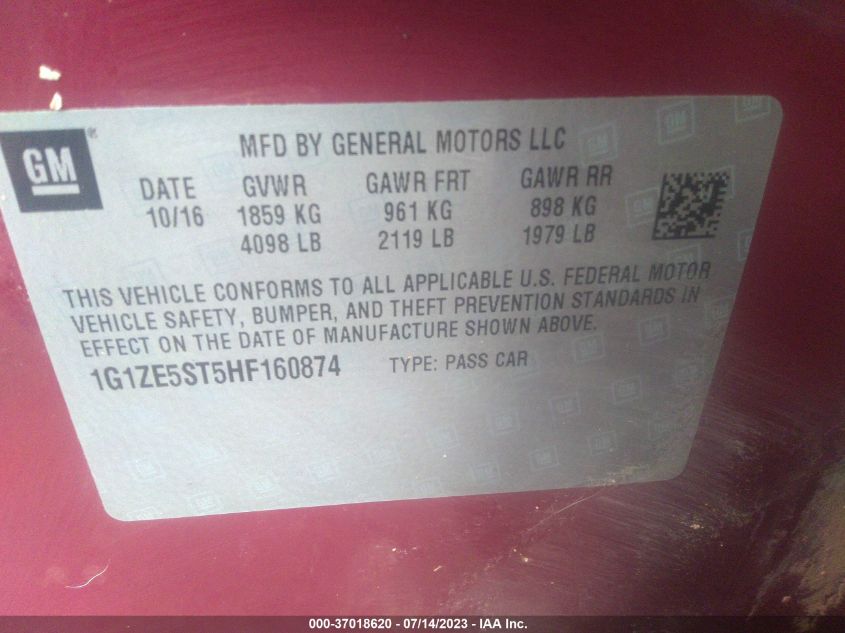 GM®
MFD BY GENERAL MOTORS LLC
DATE GVWR GAWR FRT GAWR RR
10/16 1859 KG 961 KG 898 KG
4098 LB 2119 LB 1979 LB
THIS VEHICLE CONFORMS TO ALL APPLICABLE U.S. FEDERAL MOTOR
VEHICLE SAFETY, BUMPER, AND THEFT PREVENTION STANDARDS IN
EFFECT ON THE DATE OF MANUFACTURE SHOWN ABOVE.
1G1ZE5ST5HF160874 TYPE: PASS CAR
000-37018620 - 07/14/2023 - IAA Inc.